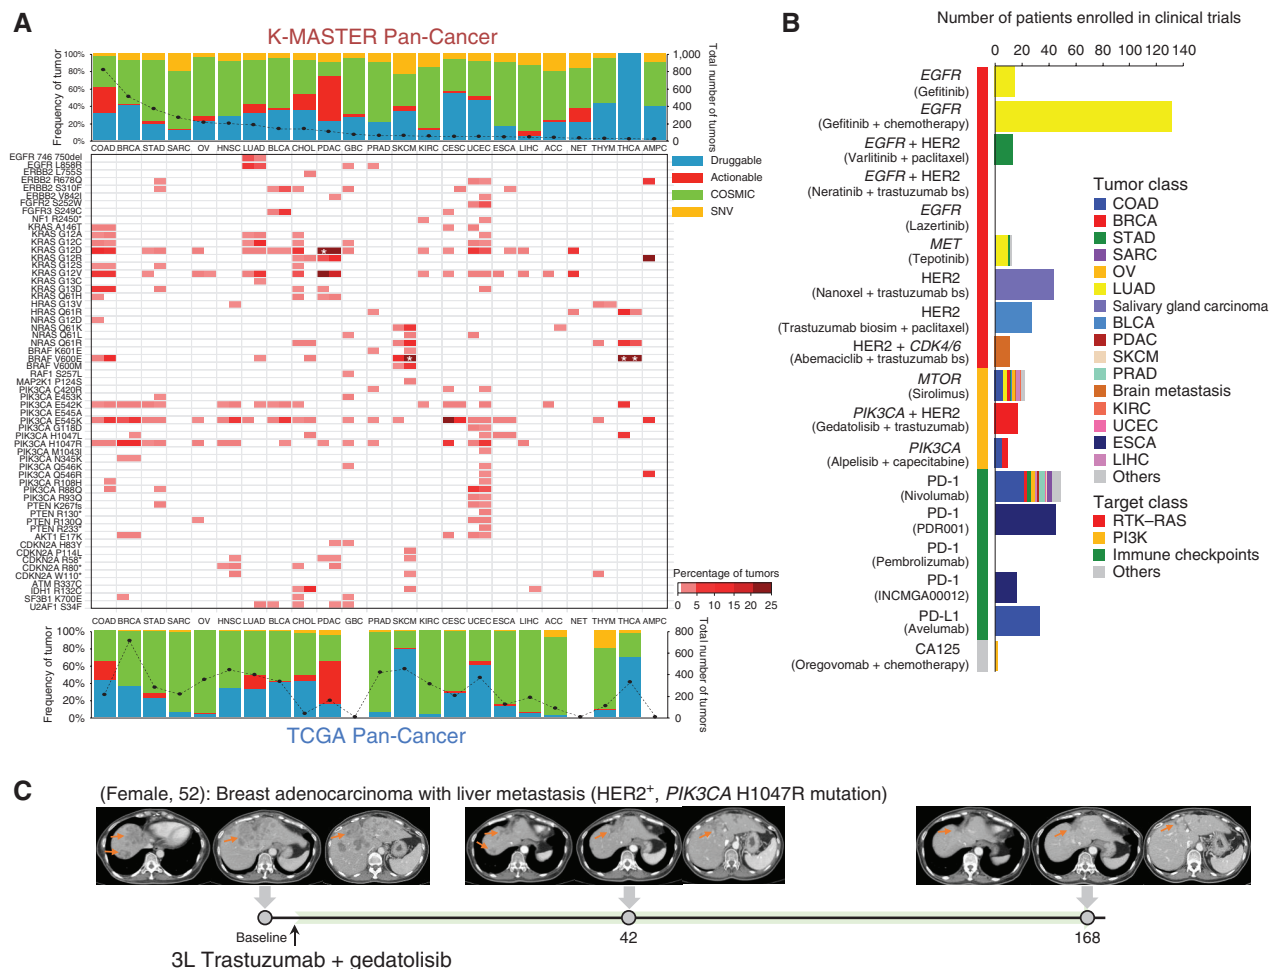 A
K-MASTER Pan-Cancer
Frequency of tumor
100%
80%
60%
40%
20%
0%
1,000
800
600
400
200
0
Total number of tumors
COAD BRCA STAD SARC OV HNSC LUAD BLCA CHOL PDAC GBC PRAD SKCM KIRC CESC UCEC ESCA LIHC ACC NET THYM THCA AMPC
Druggable
Actionable
COSMIC
SNV
EGFR 746 750del
EGFR L858R
ERBB2 L755S
ERBB2 R678Q
ERBB2 S310F
ERBB2 V842I
FGFR2 S252W
FGFR3 S249C
NF1 R2450*
KRAS A146T
KRAS G12A
KRAS G12C
KRAS G12D
KRAS G12R
KRAS G12S
KRAS G12V
KRAS G13C
KRAS G13D
KRAS Q61H
HRAS G13V
HRAS Q61R
NRAS G12D
NRAS Q61K
NRAS Q61L
NRAS Q61R
BRAF K601E
BRAF V600E
BRAF V600M
RAF1 S257L
MAP2K1 P124S
PIK3CA C420R
PIK3CA E453K
PIK3CA E542K
PIK3CA E545A
PIK3CA E545K
PIK3CA G118D
PIK3CA H1047L
PIK3CA H1047R
PIK3CA M1043I
PIK3CA N345K
PIK3CA Q546K
PIK3CA Q546R
PIK3CA R108H
PIK3CA R88Q
PIK3CA R93Q
PTEN K267fs
PTEN R130*
PTEN R130Q
PTEN R233*
AKT1 E17K
CDKN2A H83Y
CDKN2A P114L
CDKN2A R58*
CDKN2A R80*
CDKN2A W110*
ATM R337C
IDH1 R132C
SF3B1 K700E
U2AF1 S34F
Percentage of tumors
0 5 10 15 20 25
COAD BRCA STAD SARC OV HNSC LUAD BLCA CHOL PDAC GBC PRAD SKCM KIRC CESC UCEC ESCA LIHC ACC NET THYM THCA AMPC
Frequency of tumor
100%
80%
60%
40%
20%
0%
800
600
400
200
0
Total number of tumors
TCGA Pan-Cancer
B
Number of patients enrolled in clinical trials
0 20 40 60 80 100 120 140
EGFR
(Gefitinib)
EGFR
(Gefitinib + chemotherapy)
EGFR + HER2
(Varlitinib + paclitaxel)
EGFR + HER2
(Neratinib + trastuzumab bs)
EGFR
(Lazertinib)
MET
(Tepotinib)
HER2
(Nanoxel + trastuzumab bs)
HER2
(Trastuzumab biosim + paclitaxel)
HER2 + CDK4/6
(Abemaciclib + trastuzumab bs)
MTOR
(Sirolimus)
PIK3CA + HER2
(Gedatolisib + trastuzumab)
PIK3CA
(Alpelisib + capecitabine)
PD-1
(Nivolumab)
PD-1
(PDR001)
PD-1
(Pembrolizumab)
PD-1
(INCMGA00012)
PD-L1
(Avelumab)
CA125
(Oregovomab + chemotherapy)
Tumor class
COAD
BRCA
STAD
SARC
OV
LUAD
Salivary gland carcinoma
BLCA
PDAC
SKCM
PRAD
Brain metastasis
KIRC
UCEC
ESCA
LIHC
Others
Target class
RTK–RAS
PI3K
Immune checkpoints
Others
C
(Female, 52): Breast adenocarcinoma with liver metastasis (HER2⁺, PIK3CA H1047R mutation)
Baseline
42
168
3L Trastuzumab + gedatolisib